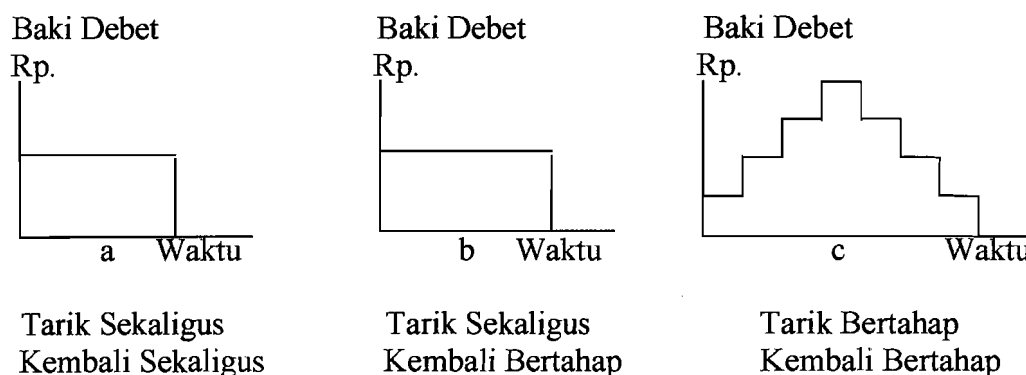 Baki Debet
Rp.
a Waktu
Tarik Sekaligus
Kembali Sekaligus
Baki Debet
Rp.
b Waktu
Tarik Sekaligus
Kembali Bertahap
Baki Debet
Rp.
c Waktu
Tarik Bertahap
Kembali Bertahap